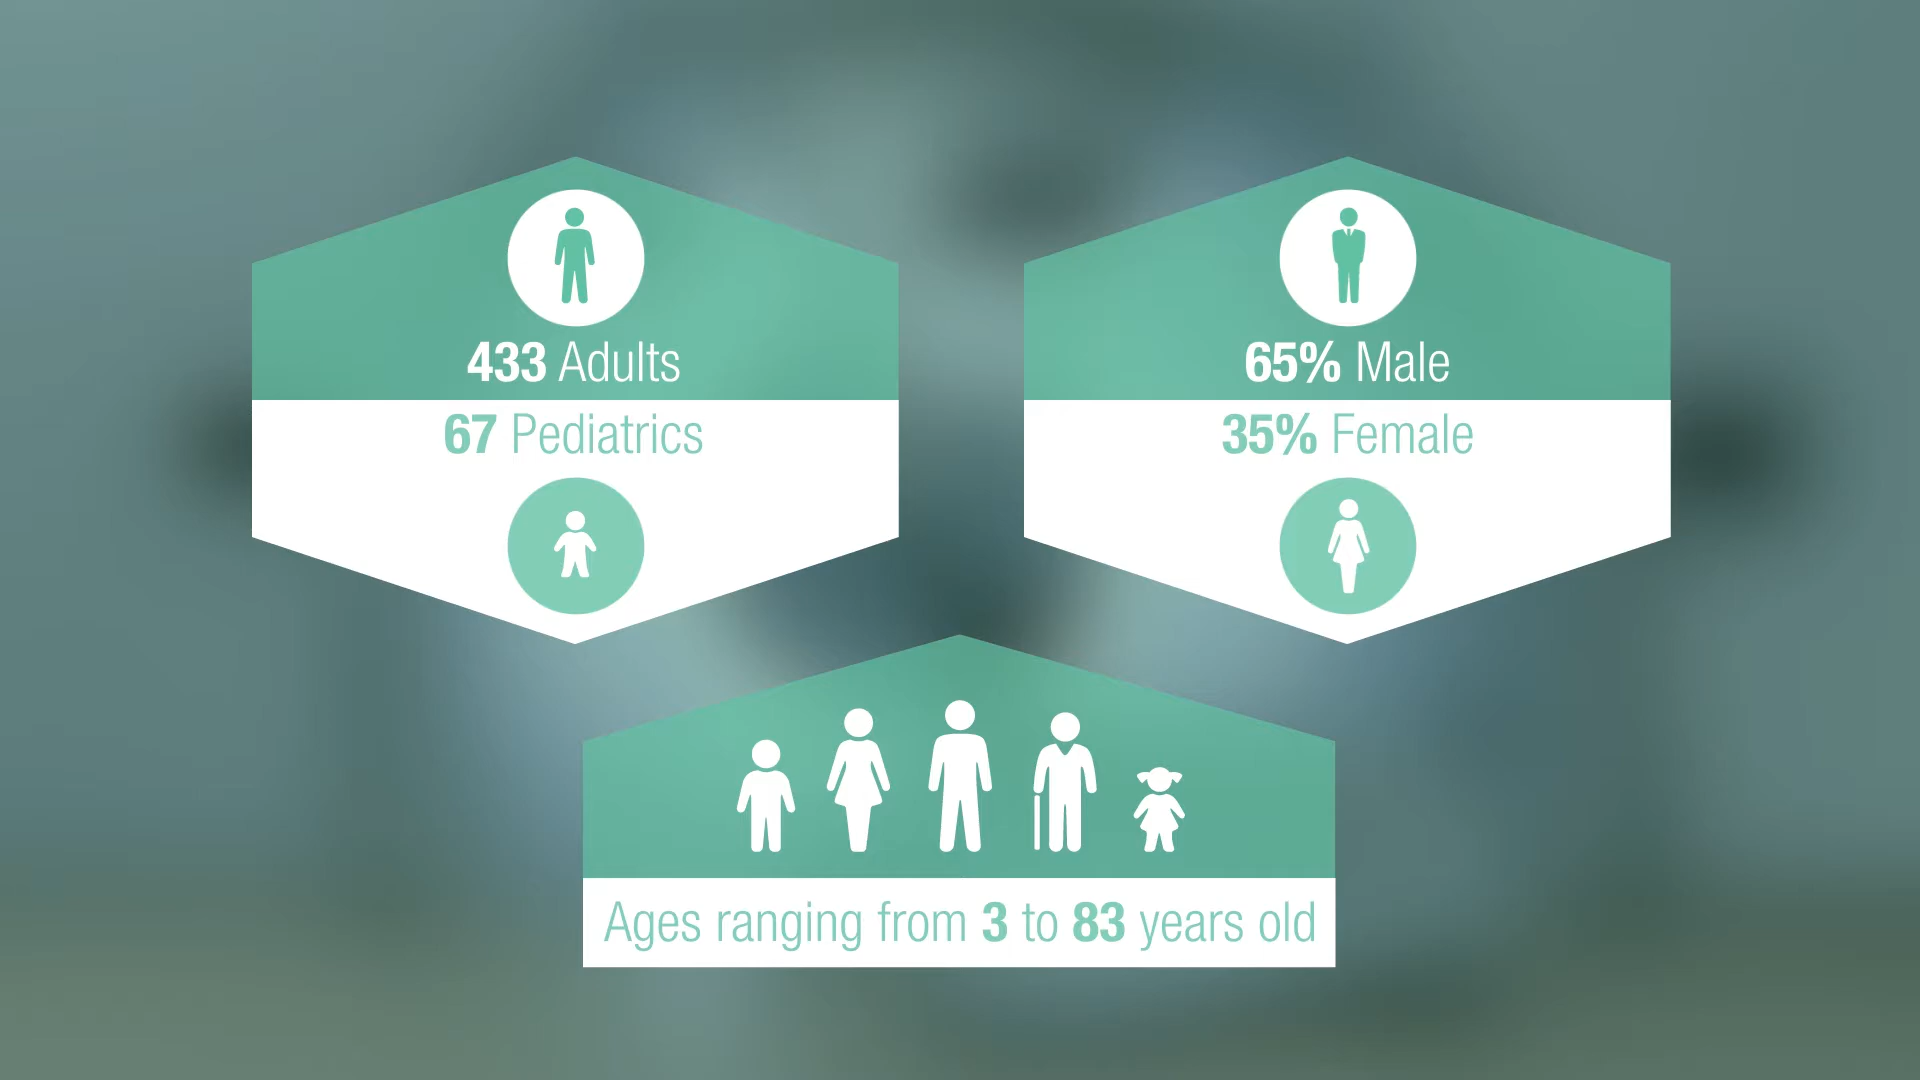 433 Adults
67 Pediatrics
65% Male
35% Female
Ages ranging from 3 to 83 years old